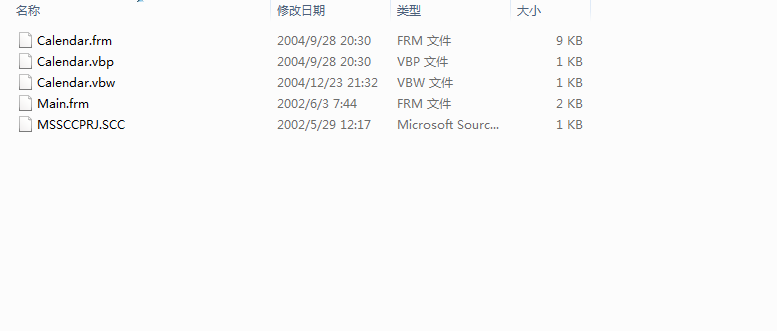 名称 修改日期 类型 大小
Calendar.frm 2004/9/28 20:30 FRM 文件 9 KB
Calendar.vbp 2004/9/28 20:30 VBP 文件 1 KB
Calendar.vbw 2004/12/23 21:32 VBW 文件 1 KB
Main.frm 2002/6/3 7:44 FRM 文件 2 KB
MSSCCPRJ.SCC 2002/5/29 12:17 Microsoft Sourc... 1 KB